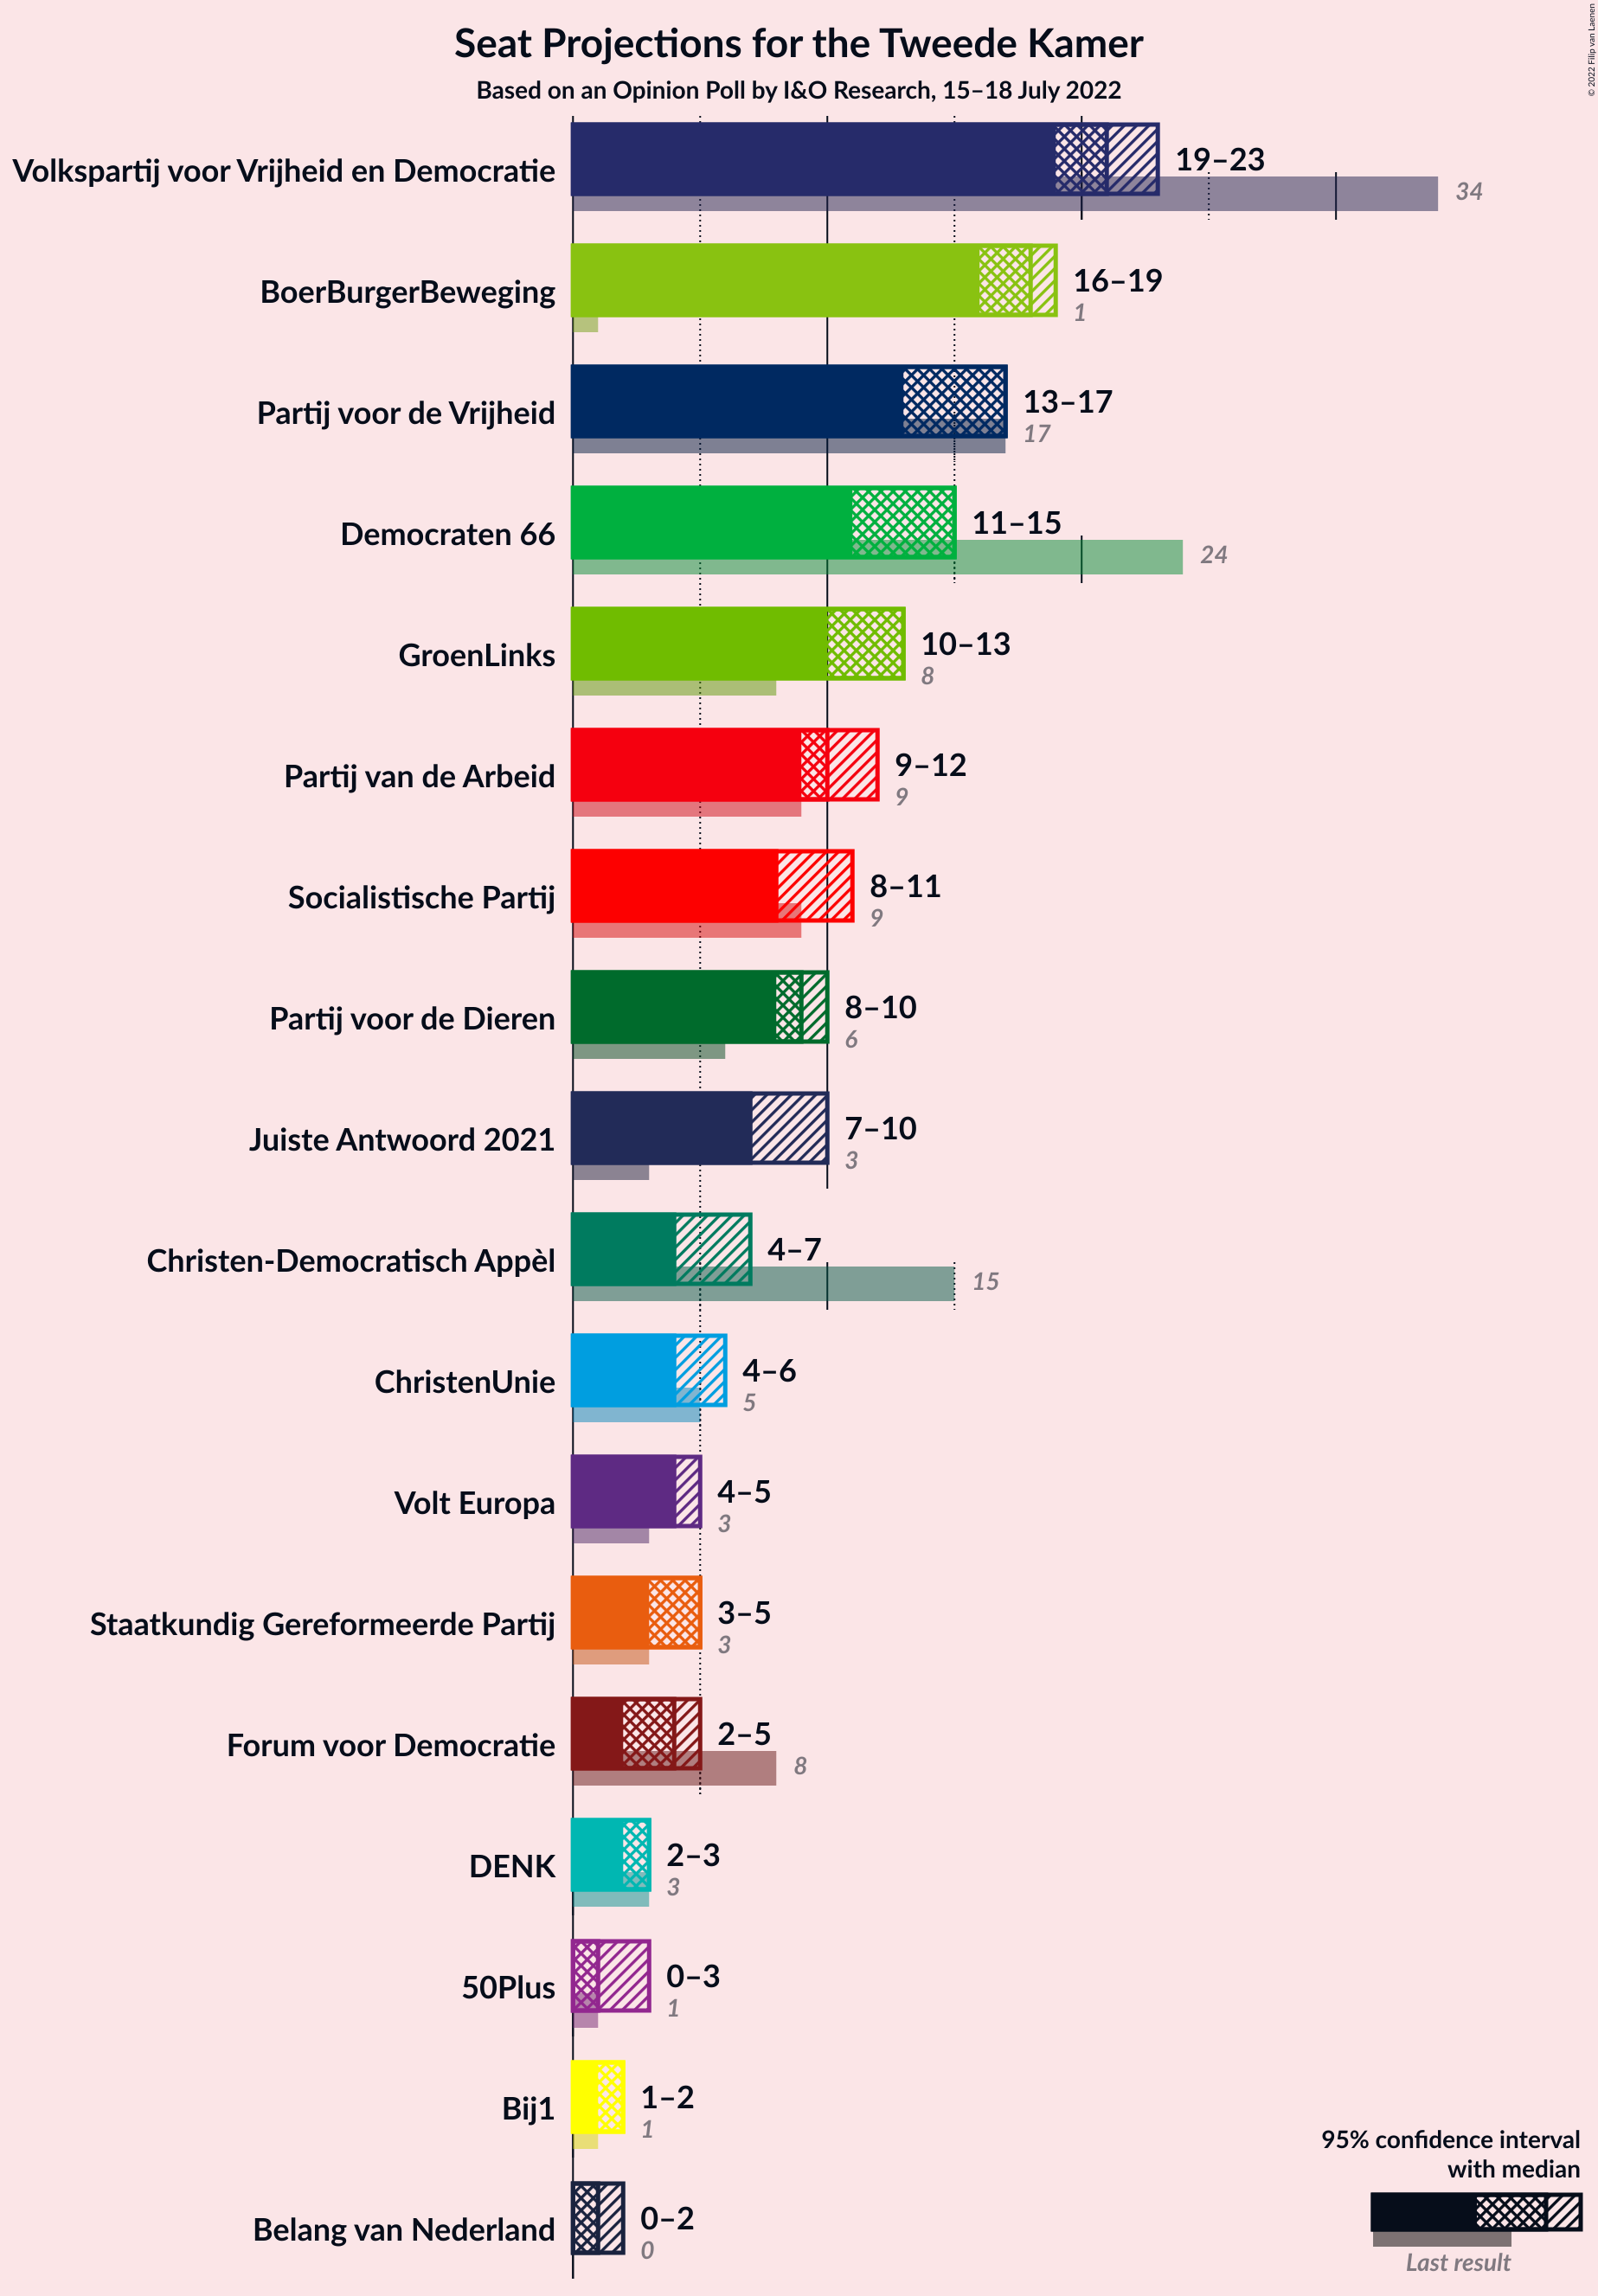 Seat Projections for the Tweede Kamer
Based on an Opinion Poll by I&O Research, 15–18 July 2022
© 2022 Filip van Laenen
Volkspartij voor Vrijheid en Democratie
19–23
34
BoerBurgerBeweging
16–19
1
Partij voor de Vrijheid
13–17
17
Democraten 66
11–15
24
GroenLinks
10–13
8
Partij van de Arbeid
9–12
9
Socialistische Partij
8–11
9
Partij voor de Dieren
8–10
6
Juiste Antwoord 2021
7–10
3
Christen-Democratisch Appèl
4–7
15
ChristenUnie
4–6
5
Volt Europa
4–5
3
Staatkundig Gereformeerde Partij
3–5
3
Forum voor Democratie
2–5
8
DENK
2–3
3
50Plus
0–3
1
Bij1
1–2
1
Belang van Nederland
0–2
0
95% confidence interval
with median
Last result